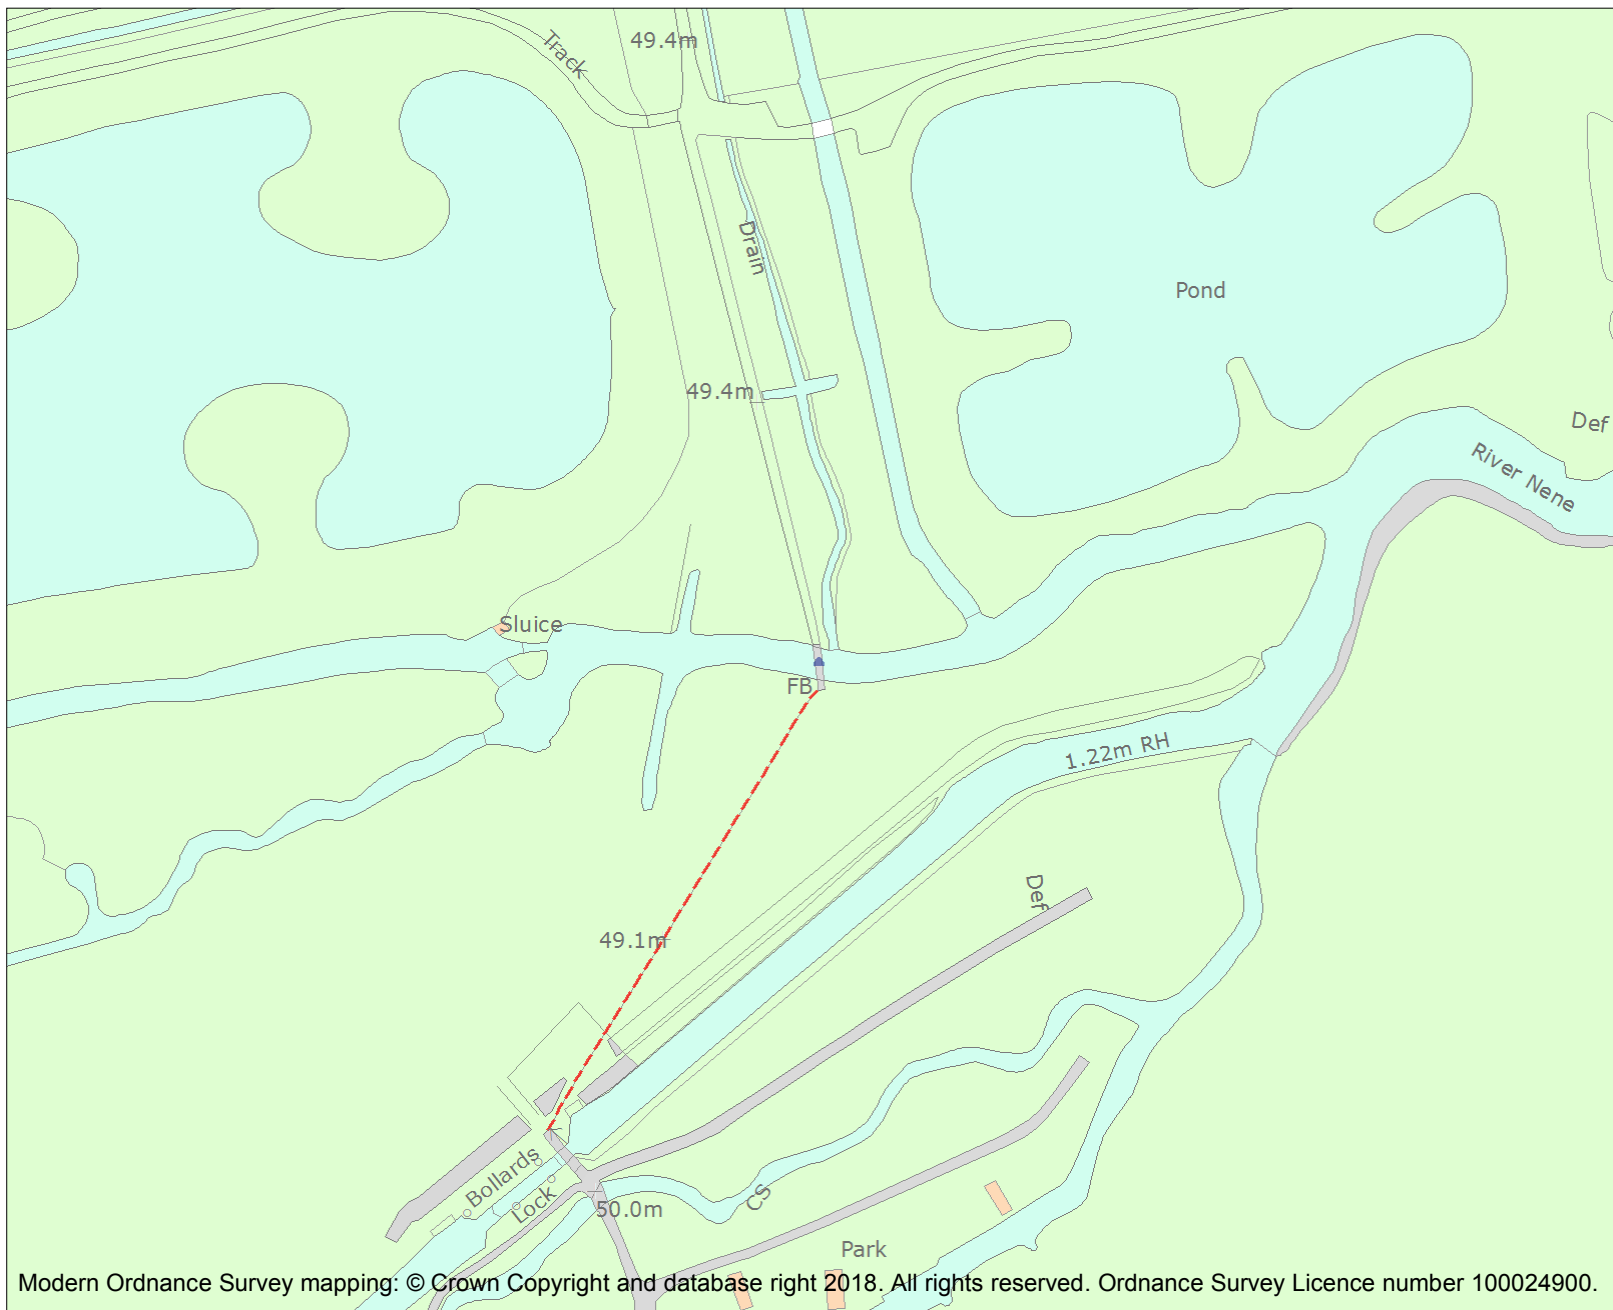 49.4m
Track
Drain
Pond
49.4m
Def
River Nene
Sluice
FB
1.22m RH
Def
49.1m
Bollards
Lock
CS
50.0m
Park
Modern Ordnance Survey mapping: © Crown Copyright and database right 2018. All rights reserved. Ordnance Survey Licence number 100024900.